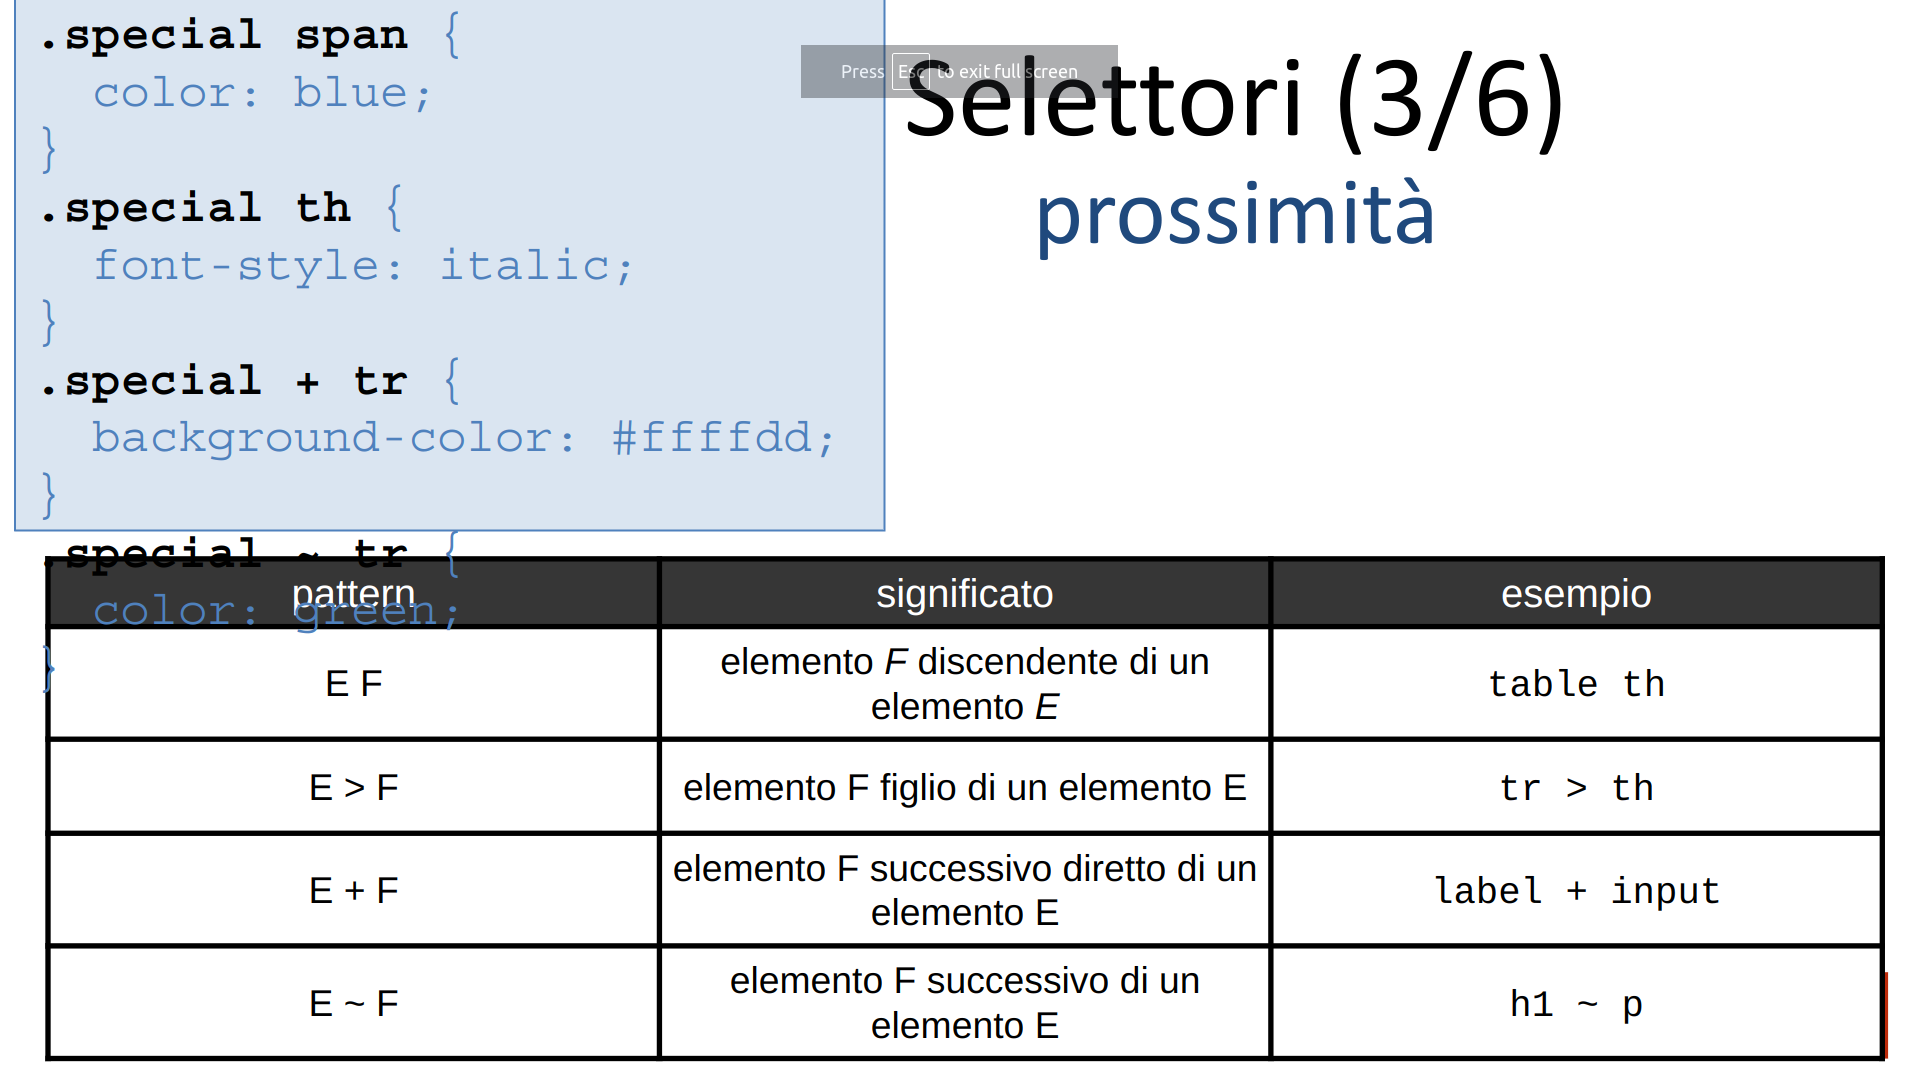 .special span {
  color: blue;
}
.special th {
  font-style: italic;
}
.special + tr {
  background-color: #ffffdd;
}
.special ~ tr {
  color: green;
}
Press Esc to exit full screen
Selettori (3/6)
prossimità
pattern significato esempio
E F
elemento F discendente di un
elemento E
table th
E > F
elemento F figlio di un elemento E
tr > th
E + F
elemento F successivo diretto di un
elemento E
label + input
E ~ F
elemento F successivo di un
elemento E
h1 ~ p